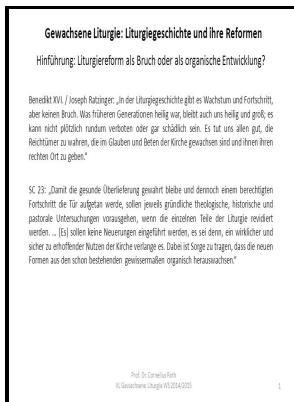 Gewachsene Liturgie: Liturgiegeschichte und ihre Reformen
Hinführung: Liturgiereform als Bruch oder als organische Entwicklung?
Benedikt XVI. / Joseph Ratzinger: „In der Liturgiegeschichte gibt es Wachstum und Fortschritt,
aber keinen Bruch. Was früheren Generationen heilig war, bleibt auch uns heilig und groß; es
kann nicht plötzlich rundum verboten oder gar schädlich sein. Es tut uns allen gut, die
Reichtümer zu wahren, die im Glauben und Beten der Kirche gewachsen sind und ihnen ihren
rechten Ort zu geben.“
SC 23: „Damit die gesunde Überlieferung gewahrt bleibe und dennoch einem berechtigten
Fortschritt die Tür aufgetan werde, sollen jeweils gründliche theologische, historische und
pastorale Untersuchungen vorausgehen, wenn die einzelnen Teile der Liturgie revidiert
werden. ... (Es) sollen keine Neuerungen eingeführt werden, es sei denn, ein wirklicher und
sicher zu erhoffender Nutzen der Kirche verlange es. Dabei ist Sorge zu tragen, dass die neuen
Formen aus den schon bestehenden gewissermaßen organisch herauswachsen.“
Prof. Dr. Cornelius Roth
VL Gewachsene Liturgie WS 2014/2015
1